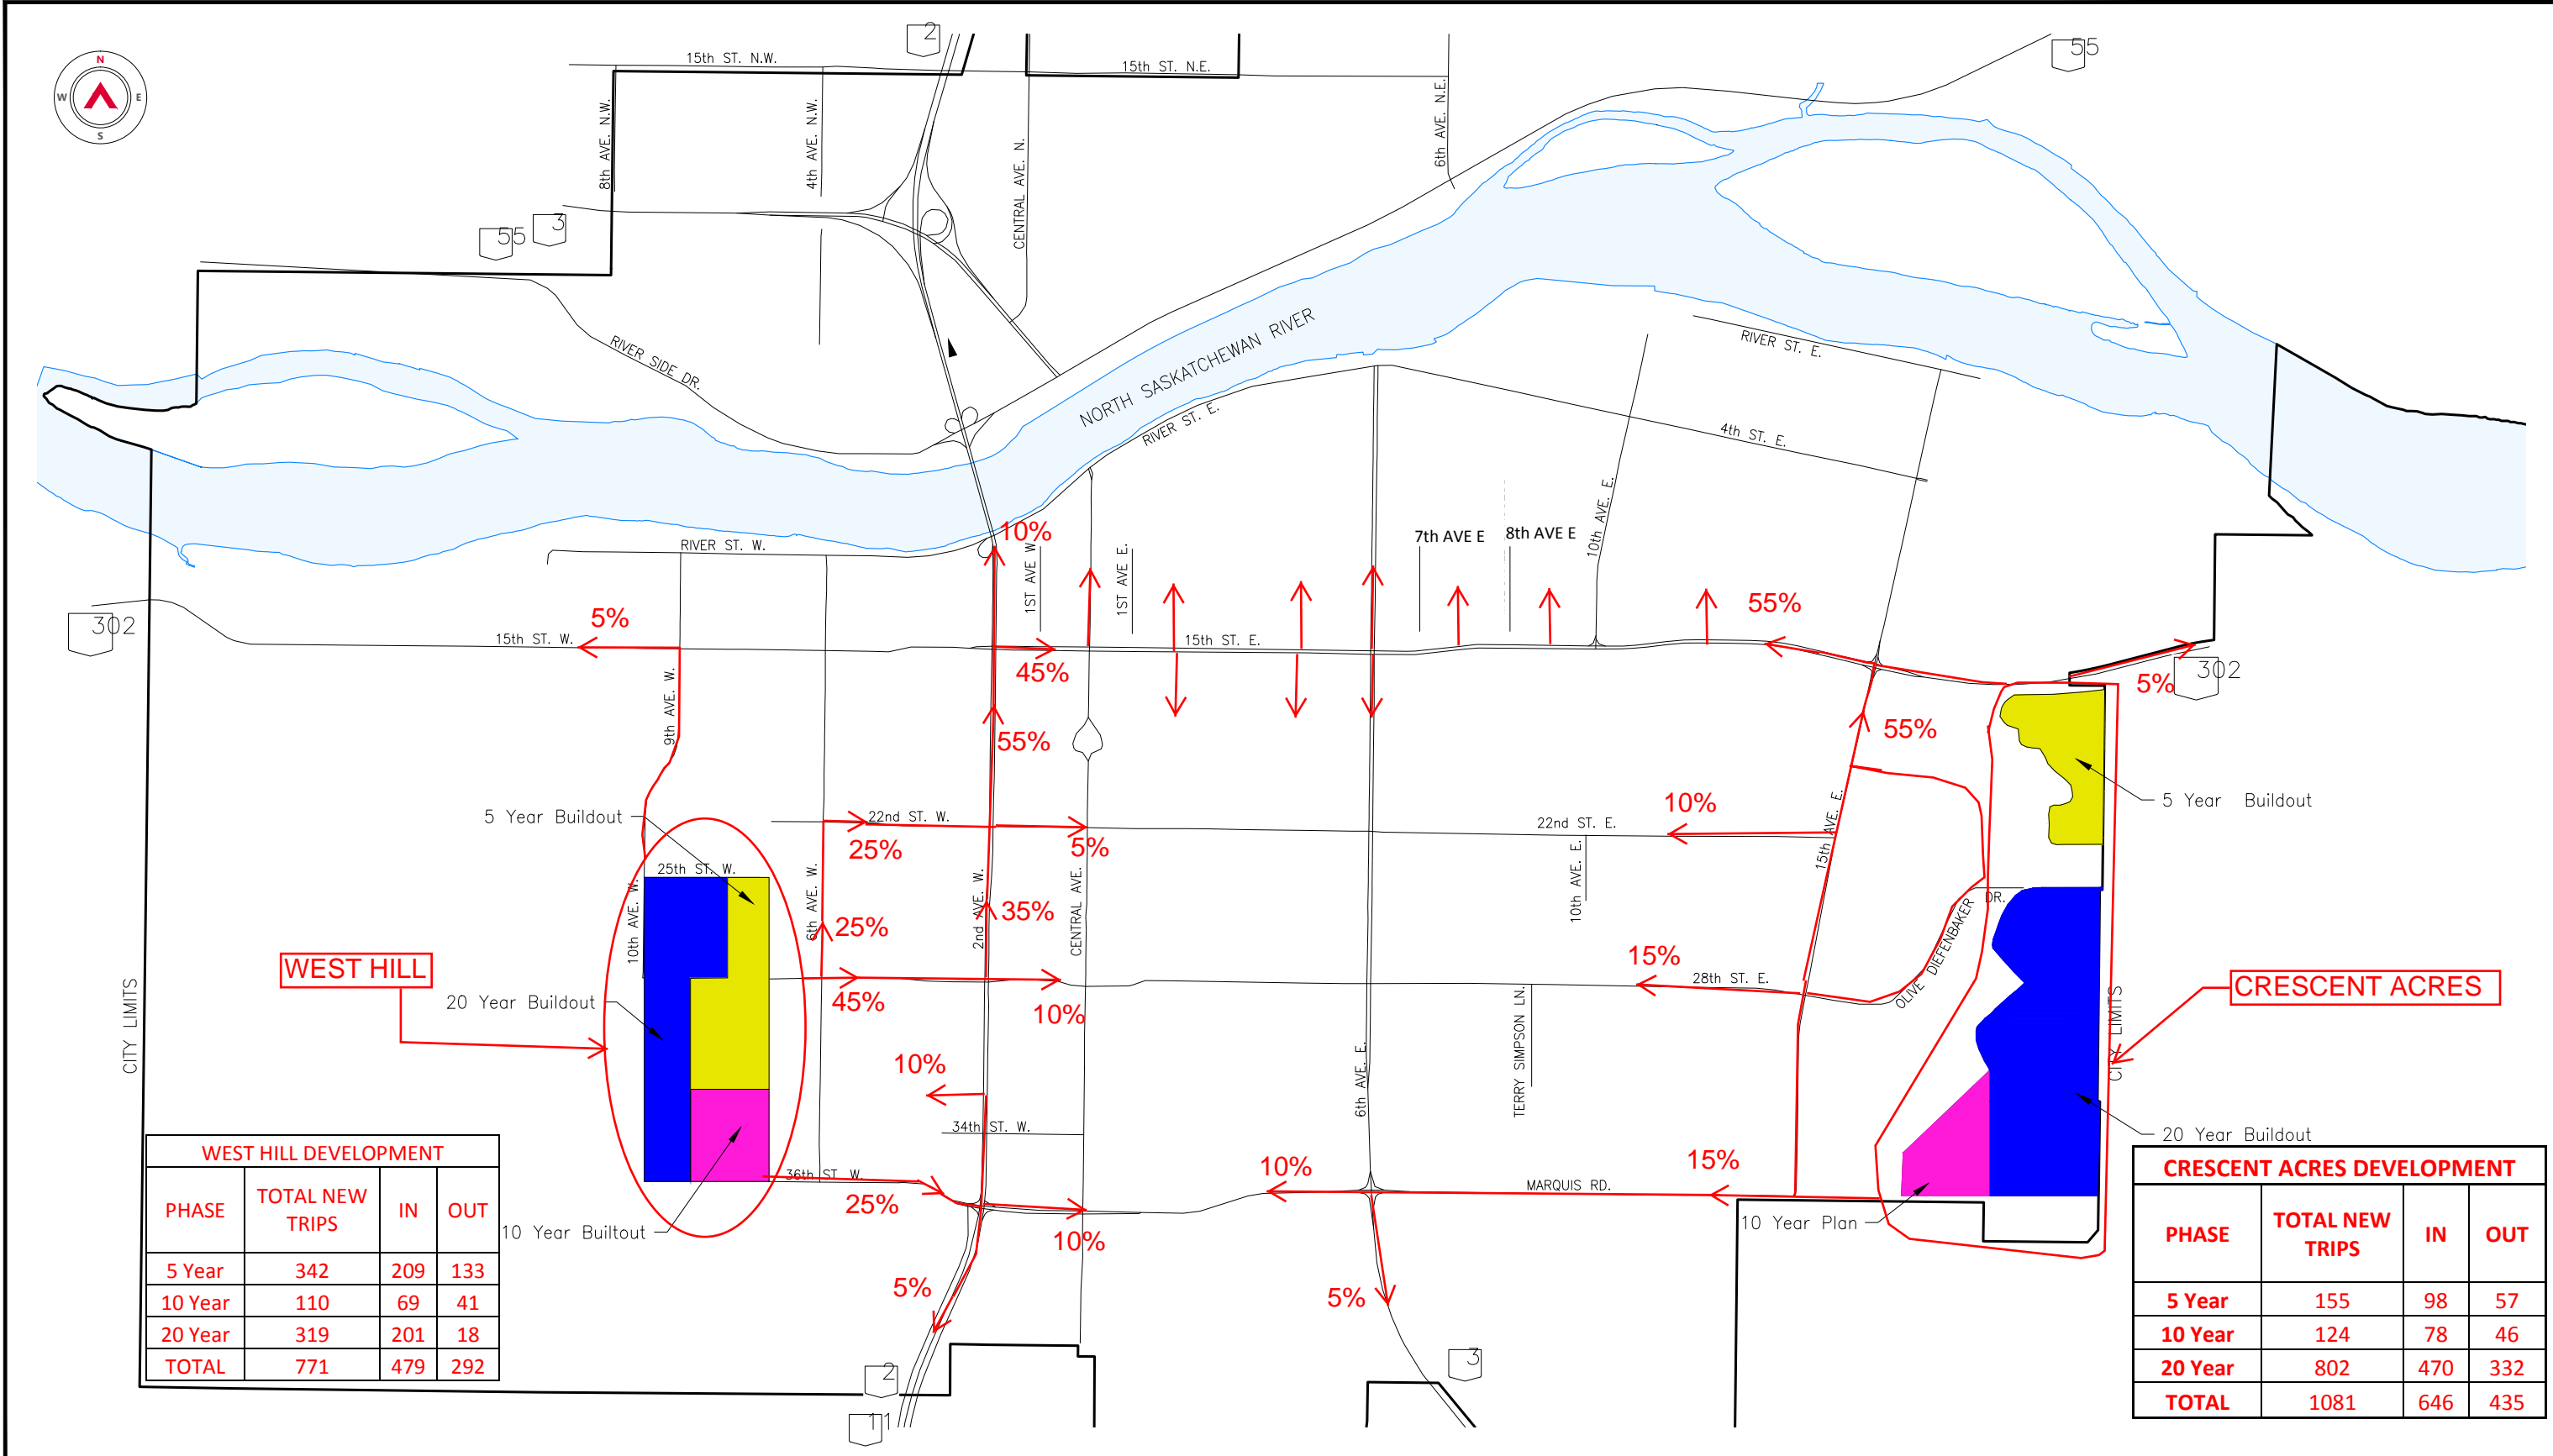 2
55
N
W
E
S
15th ST. N.W.
15th ST. N.E.
8th AVE. N.W.
4th AVE. N.W.
CENTRAL AVE. N.
6th AVE. N.E.
55
3
RIVER SIDE DR.
NORTH SASKATCHEWAN RIVER
RIVER ST. E.
RIVER ST. E.
4th ST. E.
10%
RIVER ST. W.
1ST AVE W
1ST AVE E.
7th AVE E
8th AVE E
10th AVE. E.
302
5%
15th ST. W.
15th ST. E.
55%
45%
302
5%
9th AVE. W.
55%
55%
5 Year Buildout
22nd ST. W.
25%
5%
22nd ST. E.
10%
5 Year Buildout
25th ST. W.
10th AVE. W.
6th AVE. W.
25%
2nd AVE. W.
35%
CENTRAL AVE.
10th AVE. E.
15th AVE. E.
OLIVE DIEFENBAKER
DR.
WEST HILL
CITY LIMITS
20 Year Buildout
45%
10%
15%
28th ST. E.
CRESCENT ACRES
CITY LIMITS
10%
TERRY SIMPSON LN.
6th AVE. E.
34th ST. W.
20 Year Buildout
36th ST. W.
25%
10%
10%
15%
MARQUIS RD.
10 Year Builtout
10 Year Plan
5%
5%
2
11
3
WEST HILL DEVELOPMENT
PHASE TOTAL NEW TRIPS IN OUT
5 Year 342 209 133
10 Year 110 69 41
20 Year 319 201 18
TOTAL 771 479 292
CRESCENT ACRES DEVELOPMENT
PHASE TOTAL NEW TRIPS IN OUT
5 Year 155 98 57
10 Year 124 78 46
20 Year 802 470 332
TOTAL 1081 646 435